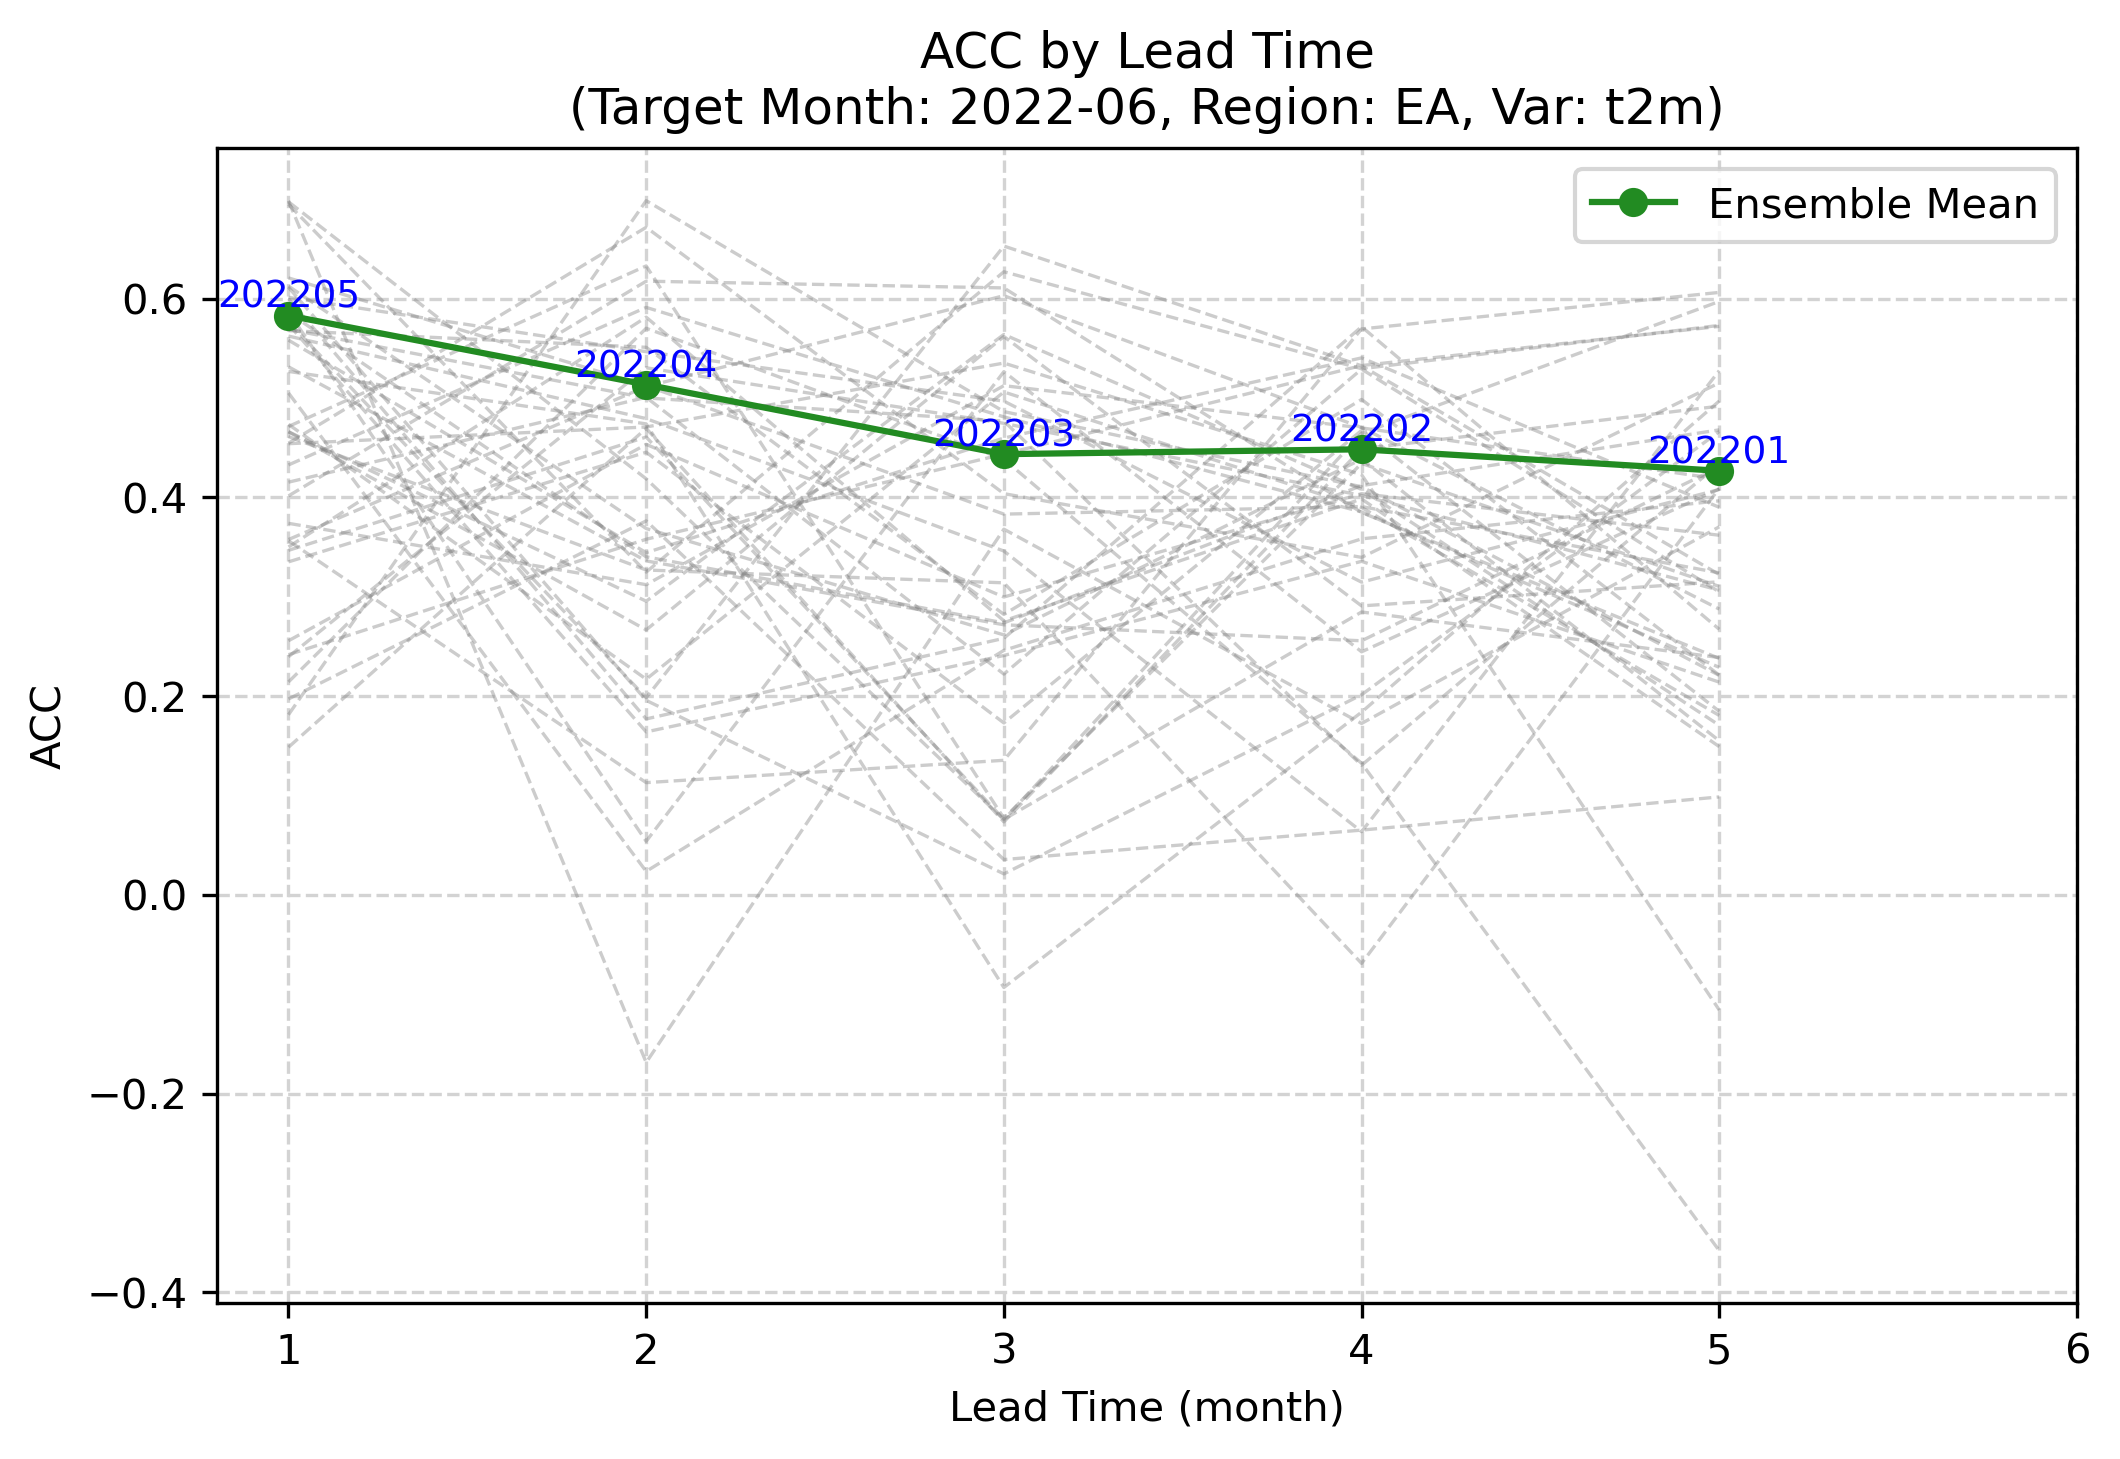 ACC by Lead Time
(Target Month: 2022-06, Region: EA, Var: t2m)
Ensemble Mean
202205
202204
202203
202202
202201
0.6
0.4
0.2
0.0
−0.2
−0.4
ACC
1 2 3 4 5 6
Lead Time (month)